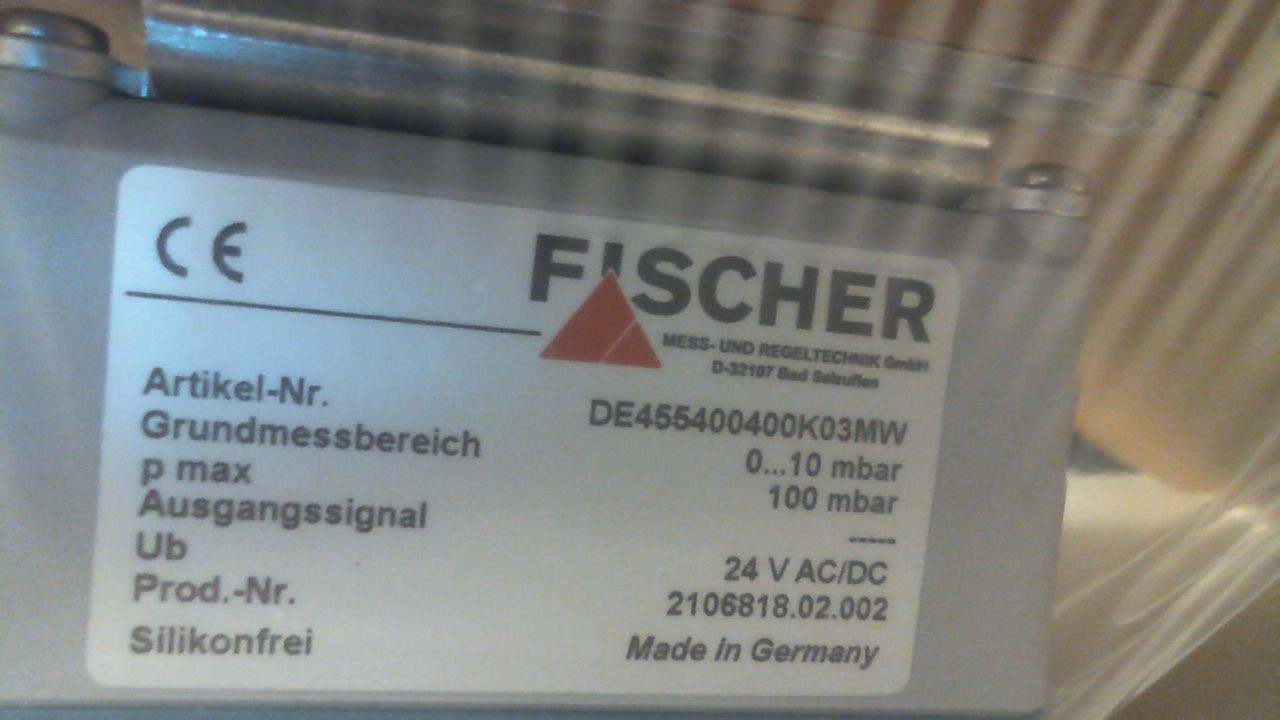 CE
FISCHER
MESS- UND REGELTECHNIK GmbH
D-32107 Bad Salzuflen
Artikel-Nr. DE455400400K03MW
Grundmessbereich 0...10 mbar
p max 100 mbar
Ausgangssignal -----
Ub 24 V AC/DC
Prod.-Nr. 2106818.02.002
Silikonfrei Made in Germany